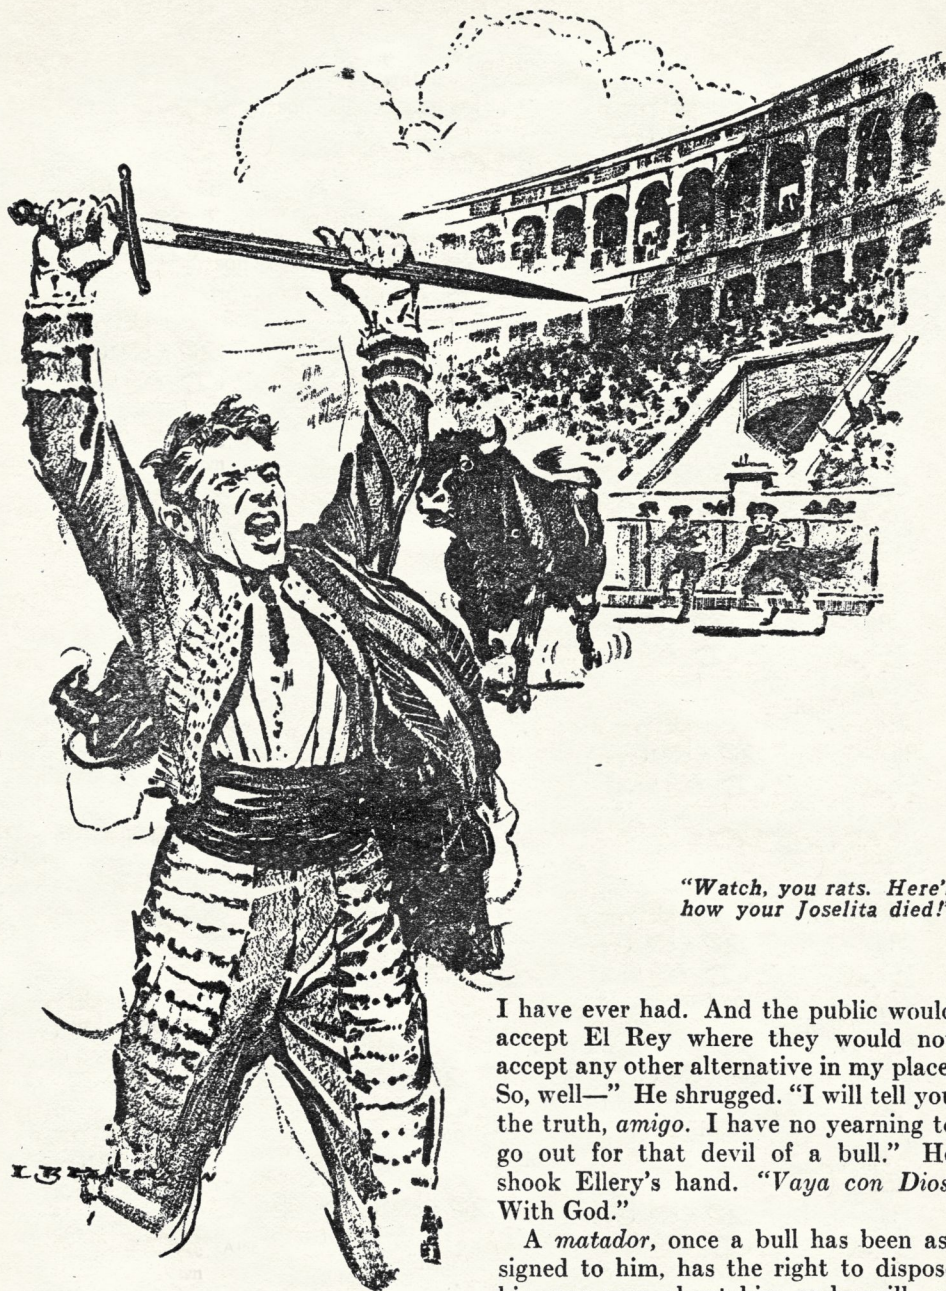 "Watch, you rats. Here'
how your Joselita died!"
I have ever had. And the public would
accept El Rey where they would no
accept any other alternative in my place
So, well—" He shrugged. "I will tell you
the truth, amigo. I have no yearning to
go out for that devil of a bull." He
shook Ellery's hand. "Vaya con Dios
With God."
A matador, once a bull has been as
signed to him, has the right to dispos